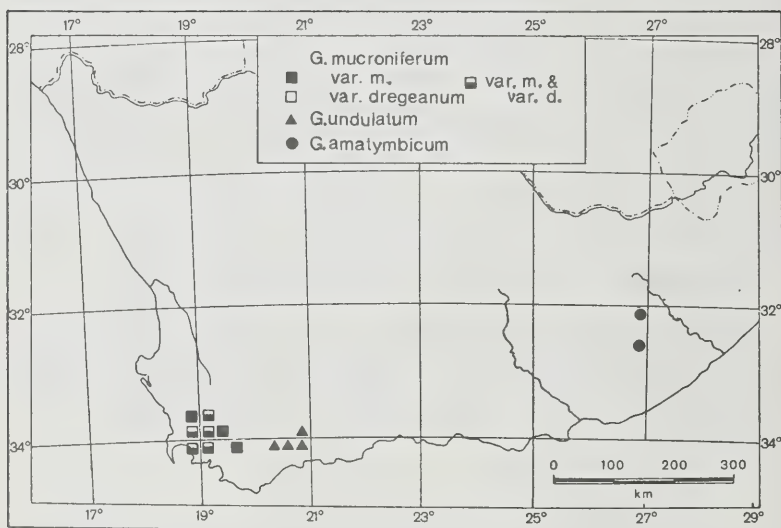 17° 19° 21° 23° 25° 27° 29°
28°
28°
G. mucroniferum
var. m.
var. dregeanum
var. m. &
var. d.
G. undulatum
G. amatymbicum
30°
30°
32°
32°
34°
34°
0 100 200 300
km
17° 19° 21° 23° 25° 27° 29°